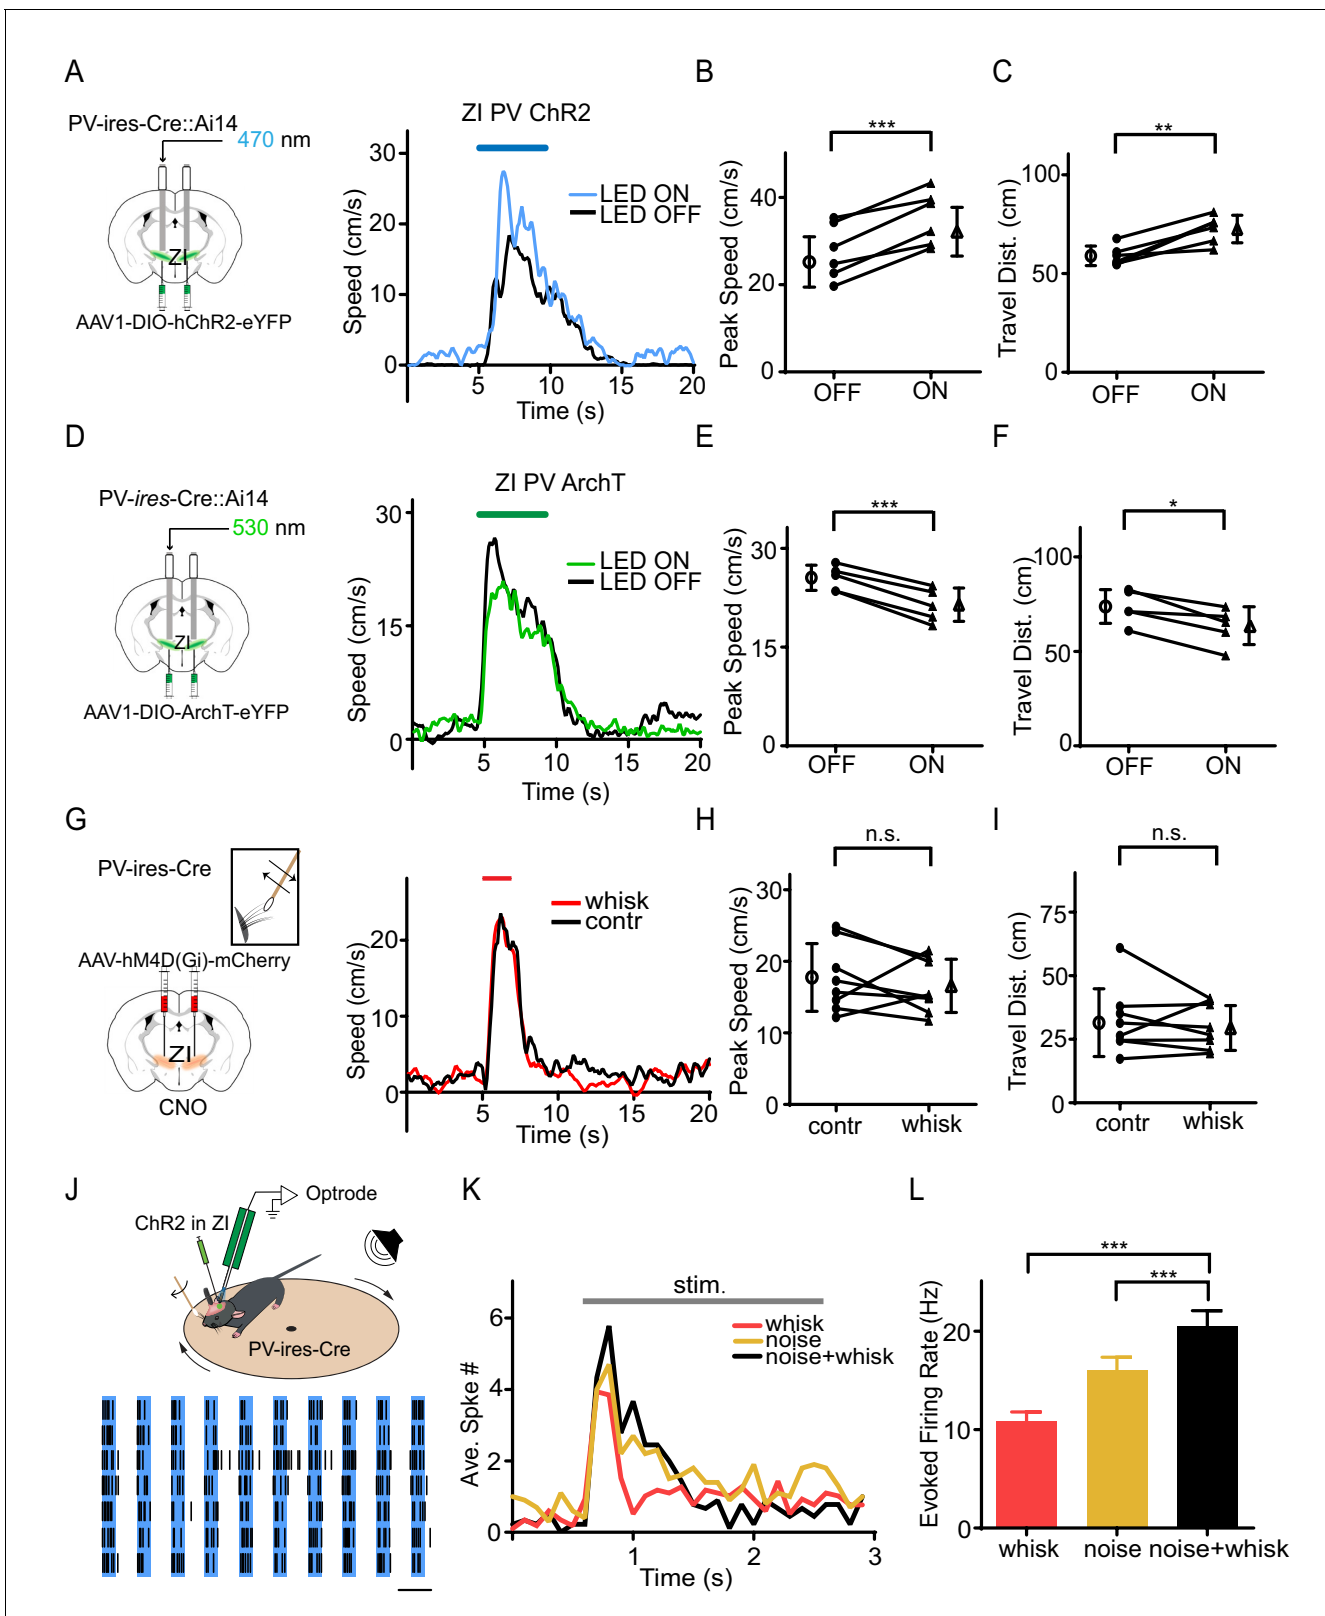 A
PV-ires-Cre::Ai14
470 nm
ZI
AAV1-DIO-hChR2-eYFP
ZI PV ChR2
LED ON
LED OFF
Speed (cm/s)
30
20
10
0
5
10
15
20
Time (s)
B
***
Peak Speed (cm/s)
40
20
0
OFF
ON
C
**
Travel Dist. (cm)
100
50
0
OFF
ON
D
PV-ires-Cre::Ai14
530 nm
ZI
AAV1-DIO-ArchT-eYFP
ZI PV ArchT
LED ON
LED OFF
Speed (cm/s)
30
15
0
5
10
15
20
Time (s)
E
***
Peak Speed (cm/s)
30
15
0
OFF
ON
F
*
Travel Dist. (cm)
100
50
0
OFF
ON
G
PV-ires-Cre
AAV-hM4D(Gi)-mCherry
ZI
CNO
whisk
contr
Speed (cm/s)
20
10
0
5
10
15
20
Time (s)
H
n.s.
Peak Speed (cm/s)
30
20
10
0
contr
whisk
I
n.s.
Travel Dist. (cm)
75
50
25
0
contr
whisk
J
Optrode
ChR2 in ZI
PV-ires-Cre
K
stim.
whisk
noise
noise+whisk
Ave. Spke #
6
4
2
0
1
2
3
Time (s)
L
***
***
Evoked Firing Rate (Hz)
20
10
0
whisk
noise
noise+whisk